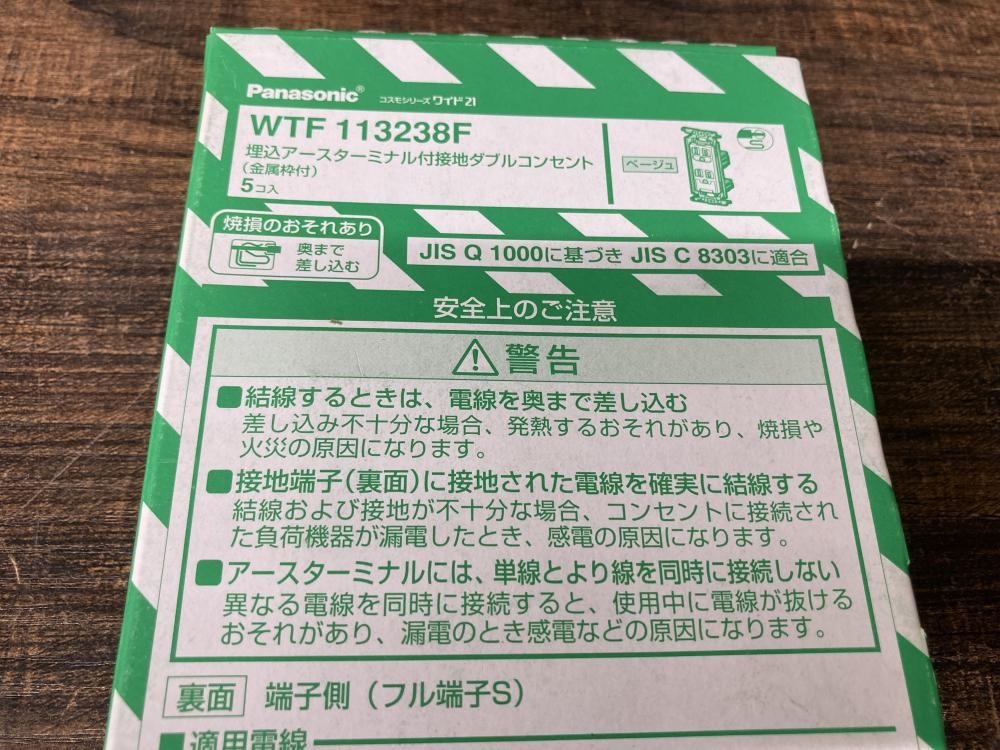 Panasonic® コスモシリーズ ワイド21
WTF 113238F
埋込アースターミナル付接地ダブルコンセント
(金属枠付)
5コ入
ベージュ
焼損のおそれあり
奥まで
差し込む
JIS Q 1000に基づき JIS C 8303に適合
安全上のご注意
警告
■結線するときは、電線を奥まで差し込む
差し込み不十分な場合、発熱するおそれがあり、焼損や
火災の原因になります。
■接地端子(裏面)に接地された電線を確実に結線する
結線および接地が不十分な場合、コンセントに接続され
た負荷機器が漏電したとき、感電の原因になります。
■アースターミナルには、単線とより線を同時に接続しない
異なる電線を同時に接続すると、使用中に電線が抜ける
おそれがあり、漏電のとき感電などの原因になります。
裏面 端子側(フル端子S)
■適用電線